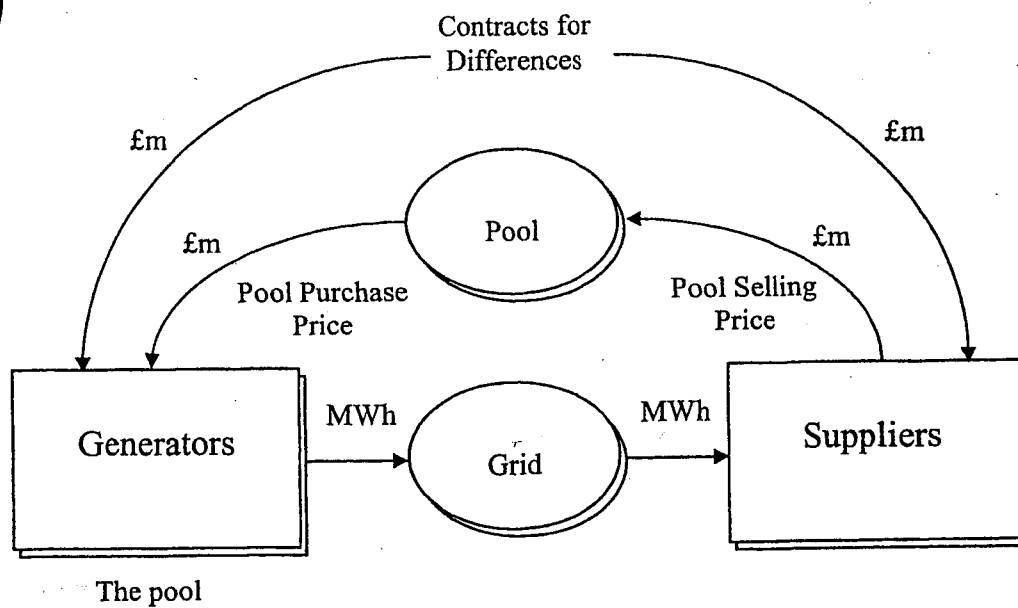 Contracts for
Differences
£m
£m
Pool
£m
£m
Pool Purchase
Price
Pool Selling
Price
MWh
MWh
Generators
Grid
Suppliers
The pool